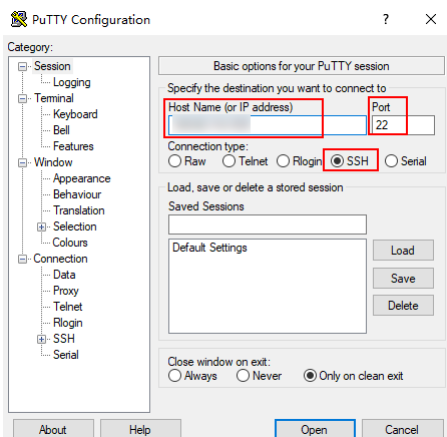 PuTTY Configuration
?
Category:
Session
Logging
Terminal
Keyboard
Bell
Features
Window
Appearance
Behaviour
Translation
Selection
Colours
Connection
Data
Proxy
Telnet
Rlogin
SSH
Serial
Basic options for your PuTTY session
Specify the destination you want to connect to
Host Name (or IP address) Port
22
Connection type:
Raw Telnet Rlogin SSH Serial
Load, save or delete a stored session
Saved Sessions
Default Settings
Load
Save
Delete
Close window on exit:
Always Never Only on clean exit
About Help Open Cancel